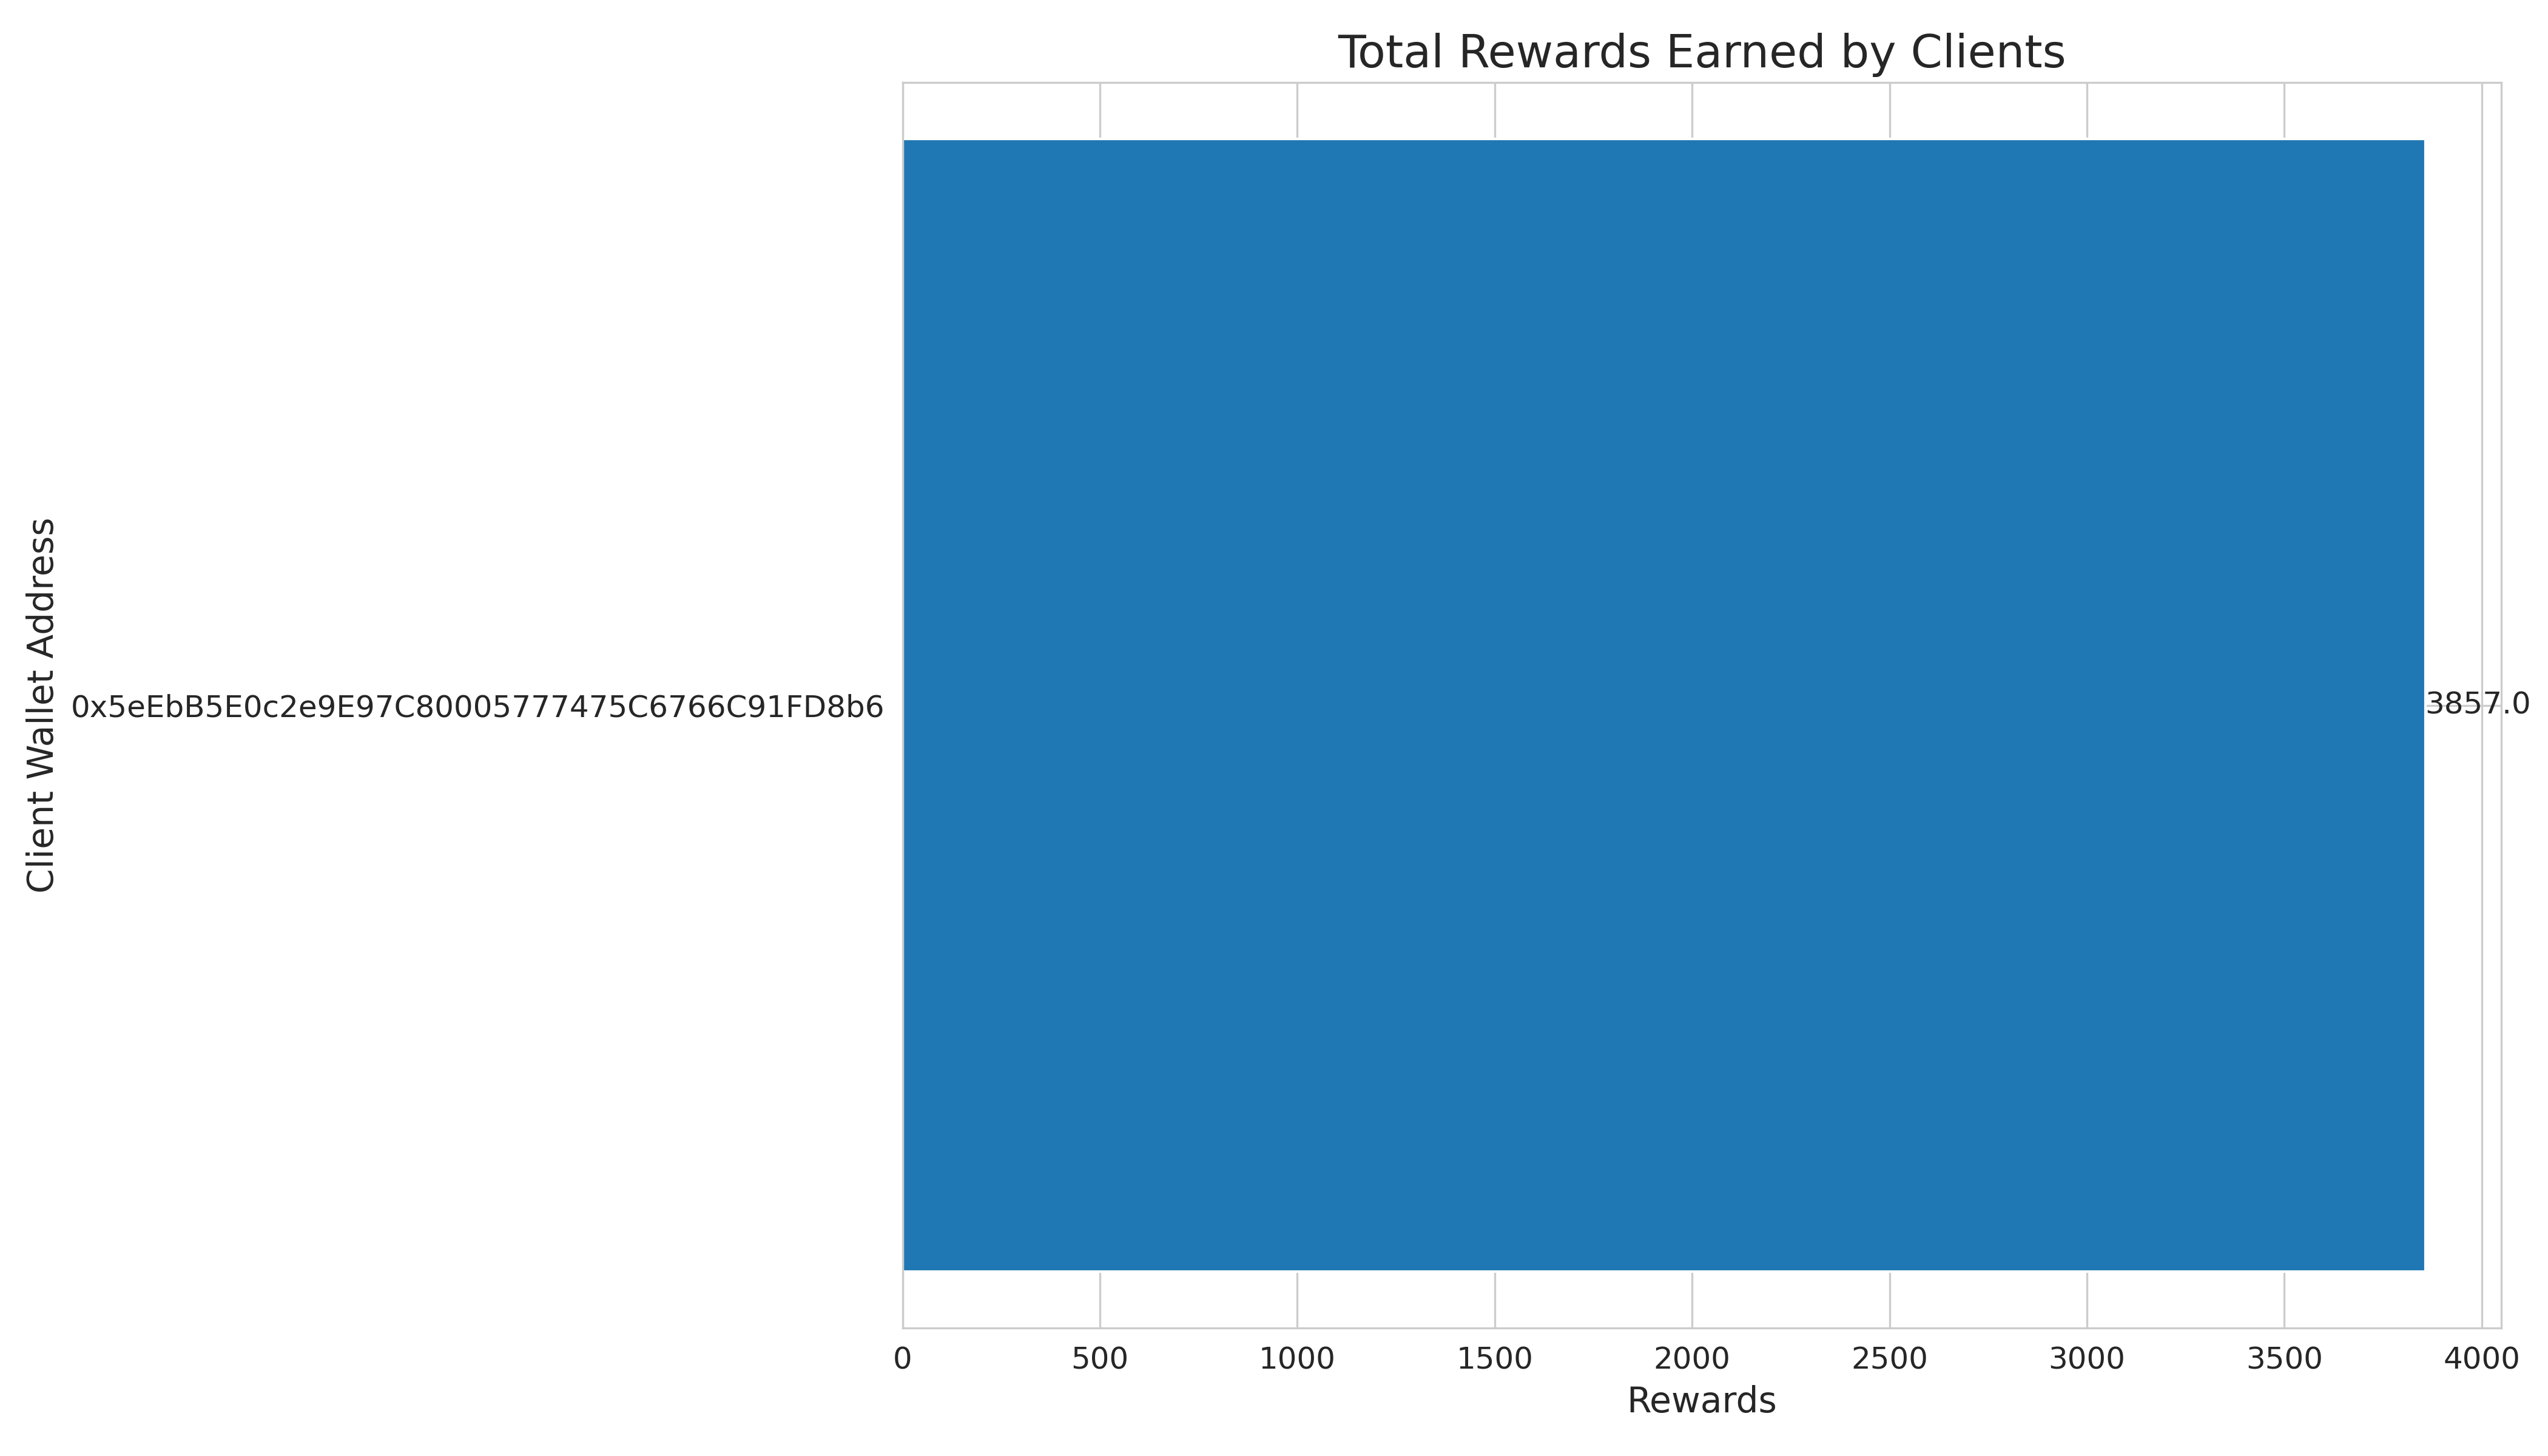 Total Rewards Earned by Clients
Client Wallet Address
0x5eEbB5E0c2e9E97C80005777475C6766C91FD8b6
3857.0
0 500 1000 1500 2000 2500 3000 3500 4000
Rewards